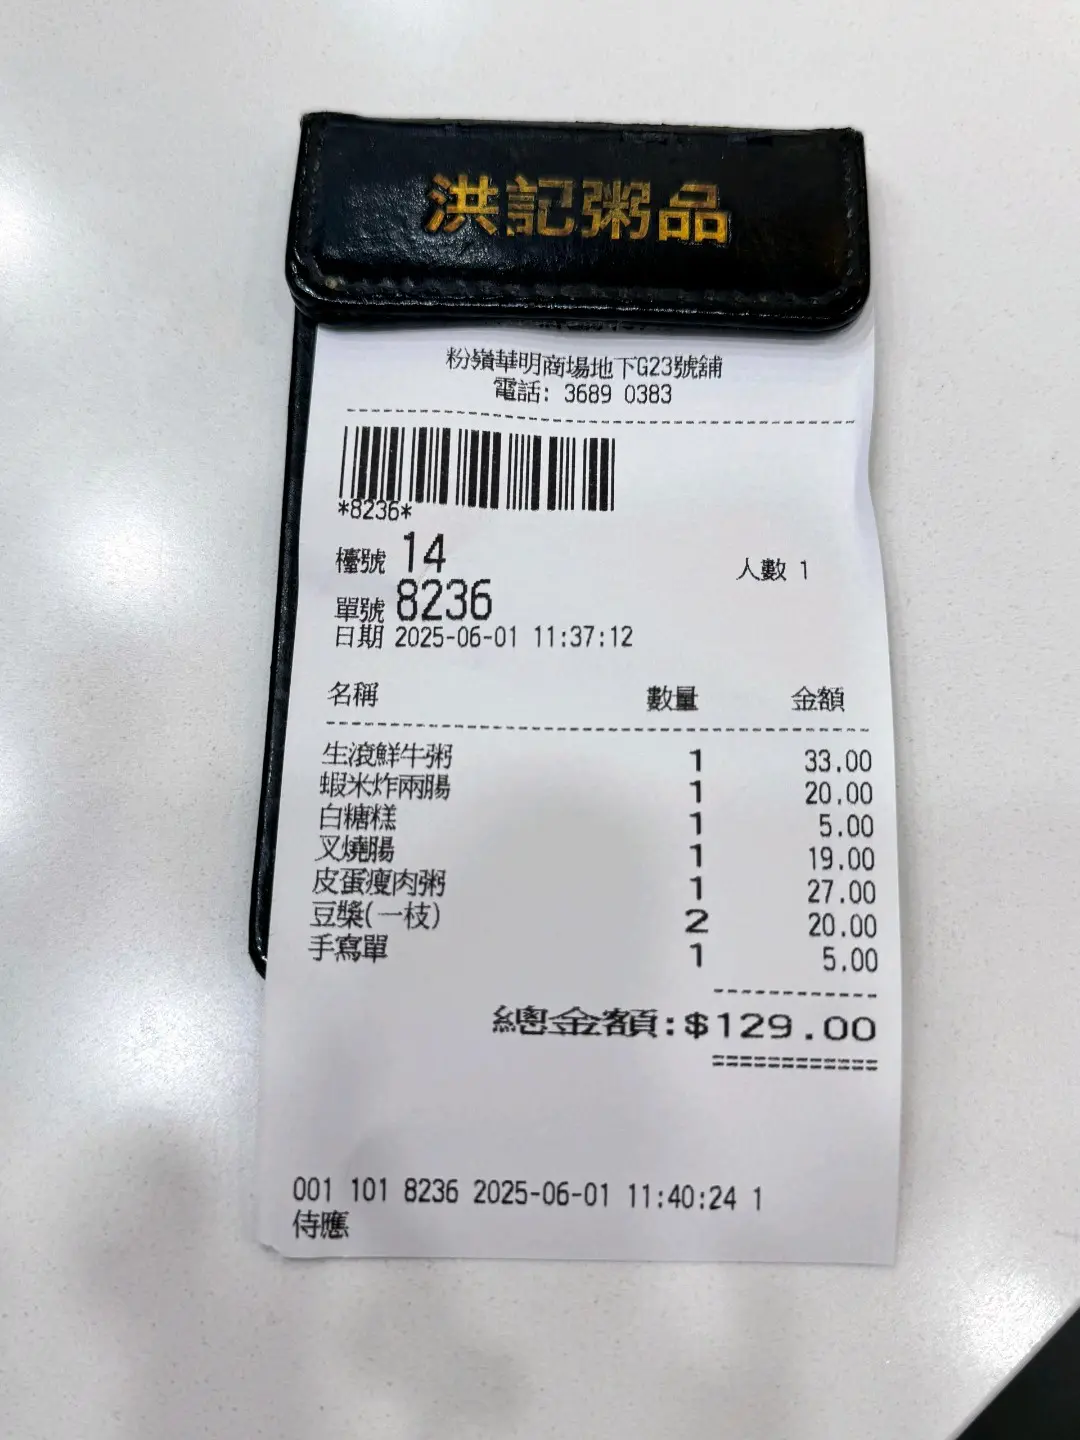 洪記粥品
粉嶺華明商場地下G23號舖
電話: 3689 0383
*8236*
檯號 14
人數 1
單號 8236
日期 2025-06-01 11:37:12
名稱 數量 金額
生滾鮮牛粥 1 33.00
蝦米炸兩腸 1 20.00
白糖糕 1 5.00
叉燒腸 1 19.00
皮蛋瘦肉粥 1 27.00
豆漿(一枝) 2 20.00
手寫單 1 5.00
總金額:$129.00
001 101 8236 2025-06-01 11:40:24 1
侍應